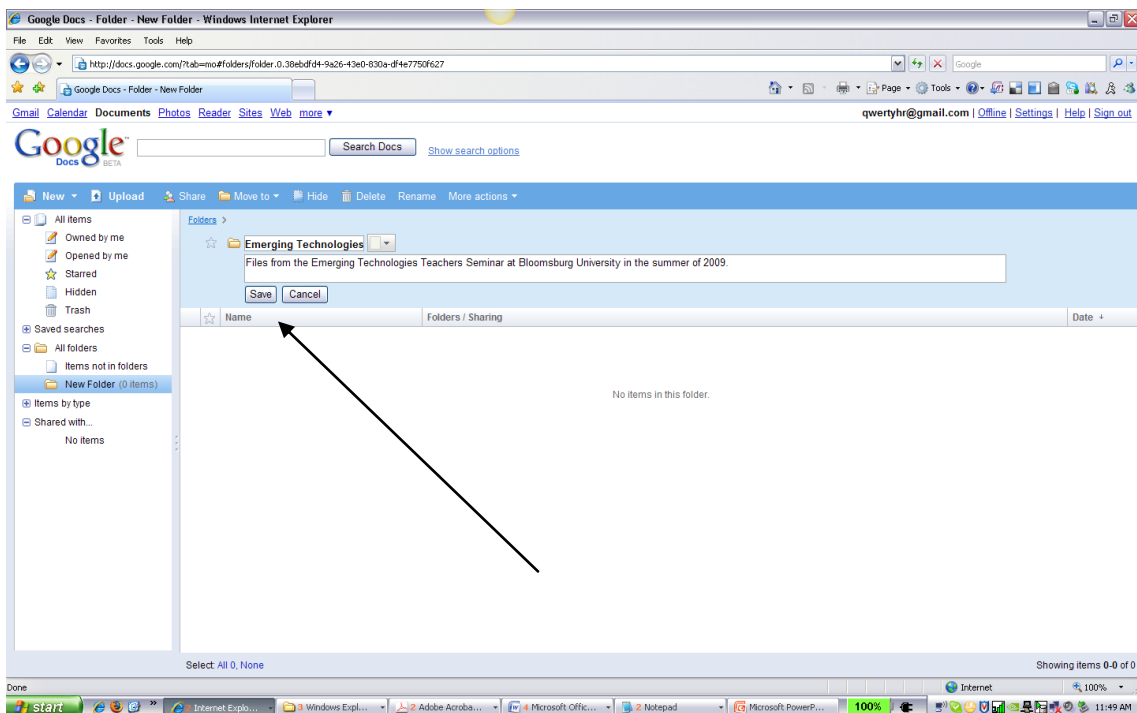 Google Docs - Folder - New Folder - Windows Internet Explorer
File Edit View Favorites Tools Help
http://docs.google.com/?tab=mo#folders/folder.0.38ebdfd4-9a26-43e0-830a-df4e7750f627
Google
Google Docs - Folder - New Folder
Page Tools
Gmail Calendar Documents Photos Reader Sites Web more ▼ qwertyhr@gmail.com | Offline | Settings | Help | Sign out
Google Docs BETA
Search Docs Show search options
New Upload Share Move to Hide Delete Rename More actions
All items
Owned by me
Opened by me
Starred
Hidden
Trash
Saved searches
All folders
Items not in folders
New Folder (0 items)
Items by type
Shared with...
No items
Folders >
Emerging Technologies
Files from the Emerging Technologies Teachers Seminar at Bloomsburg University in the summer of 2009.
Save Cancel
Name Folders / Sharing Date
No items in this folder.
Select: All 0, None Showing items 0-0 of 0
Done Internet 100%
start 2 Internet Explo... 3 Windows Expl... 2 Adobe Acroba... 4 Microsoft Offic... 2 Notepad Microsoft PowerP... 100% 11:49 AM